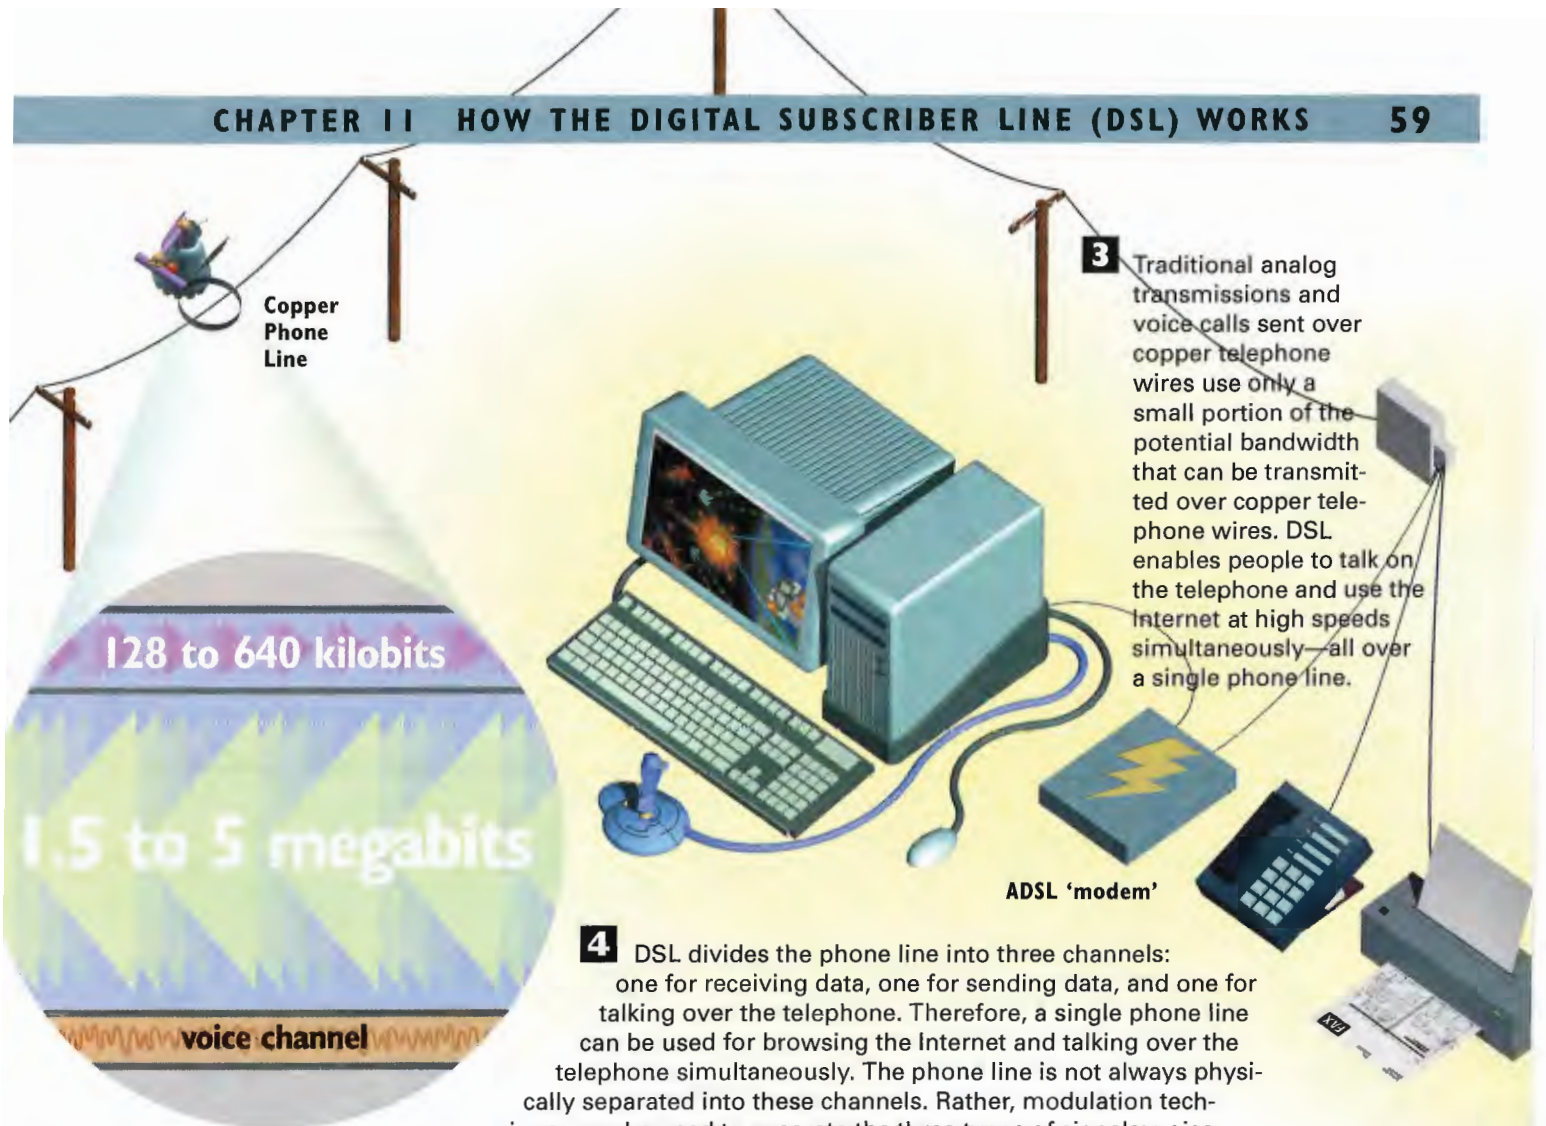 CHAPTER 11 HOW THE DIGITAL SUBSCRIBER LINE (DSL) WORKS 59
Copper
Phone
Line
3 Traditional analog
transmissions and
voice calls sent over
copper telephone
wires use only a
small portion of the
potential bandwidth
that can be transmit-
ted over copper tele-
phone wires. DSL
enables people to talk on
the telephone and use the
Internet at high speeds
simultaneously—all over
a single phone line.
128 to 640 kilobits
1.5 to 5 megabits
voice channel
ADSL 'modem'
FAX
4 DSL divides the phone line into three channels:
one for receiving data, one for sending data, and one for
talking over the telephone. Therefore, a single phone line
can be used for browsing the Internet and talking over the
telephone simultaneously. The phone line is not always physi-
cally separated into these channels. Rather, modulation tech-